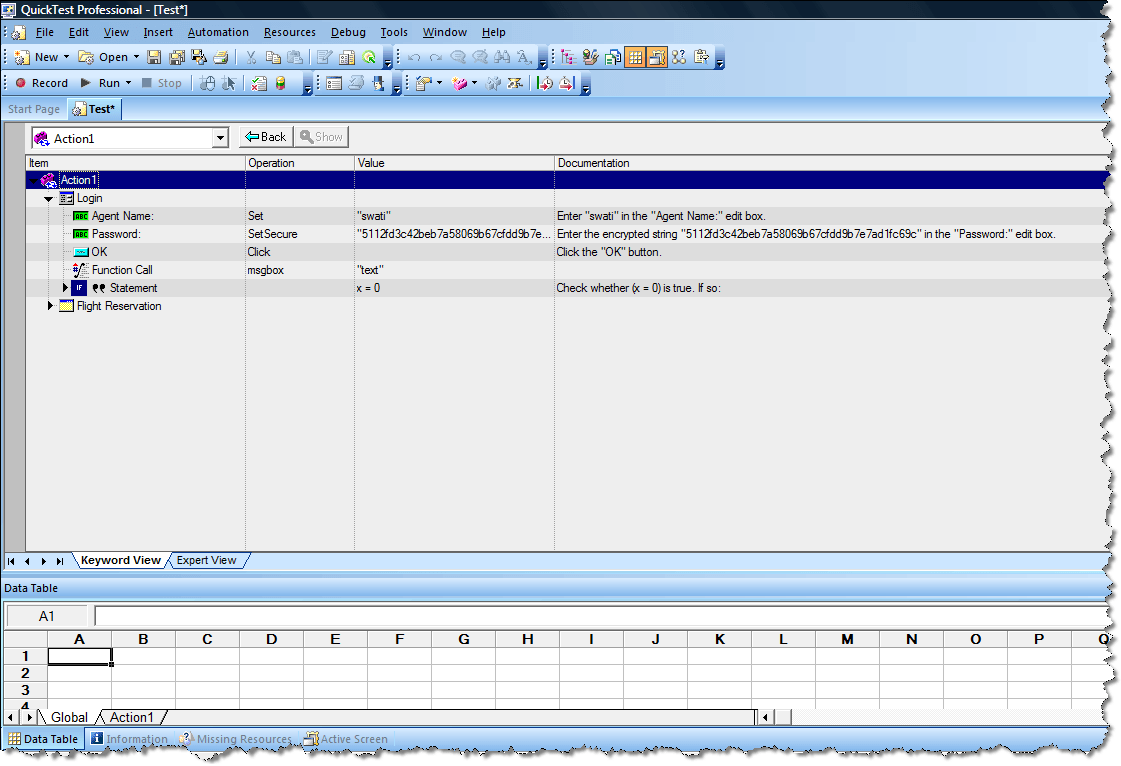 QuickTest Professional - [Test*]
File Edit View Insert Automation Resources Debug Tools Window Help
New Open
Record Run Stop
Start Page Test*
Action1 Back Show
Item Operation Value Documentation
Action1
Login
ABC Agent Name: Set "swati" Enter "swati" in the "Agent Name:" edit box.
ABC Password: SetSecure "5112fd3c42beb7a58069b67cfdd9b7e... Enter the encrypted string "5112fd3c42beb7a58069b67cfdd9b7e7ad1fc69c" in the "Password:" edit box.
OK Click Click the "OK" button.
Function Call msgbox "text"
IF Statement x = 0 Check whether (x = 0) is true. If so:
Flight Reservation
Keyword View Expert View
Data Table
A1
A B C D E F G H I J K L M N O P Q
1
2
3
4
Global Action1
Data Table Information Missing Resources Active Screen